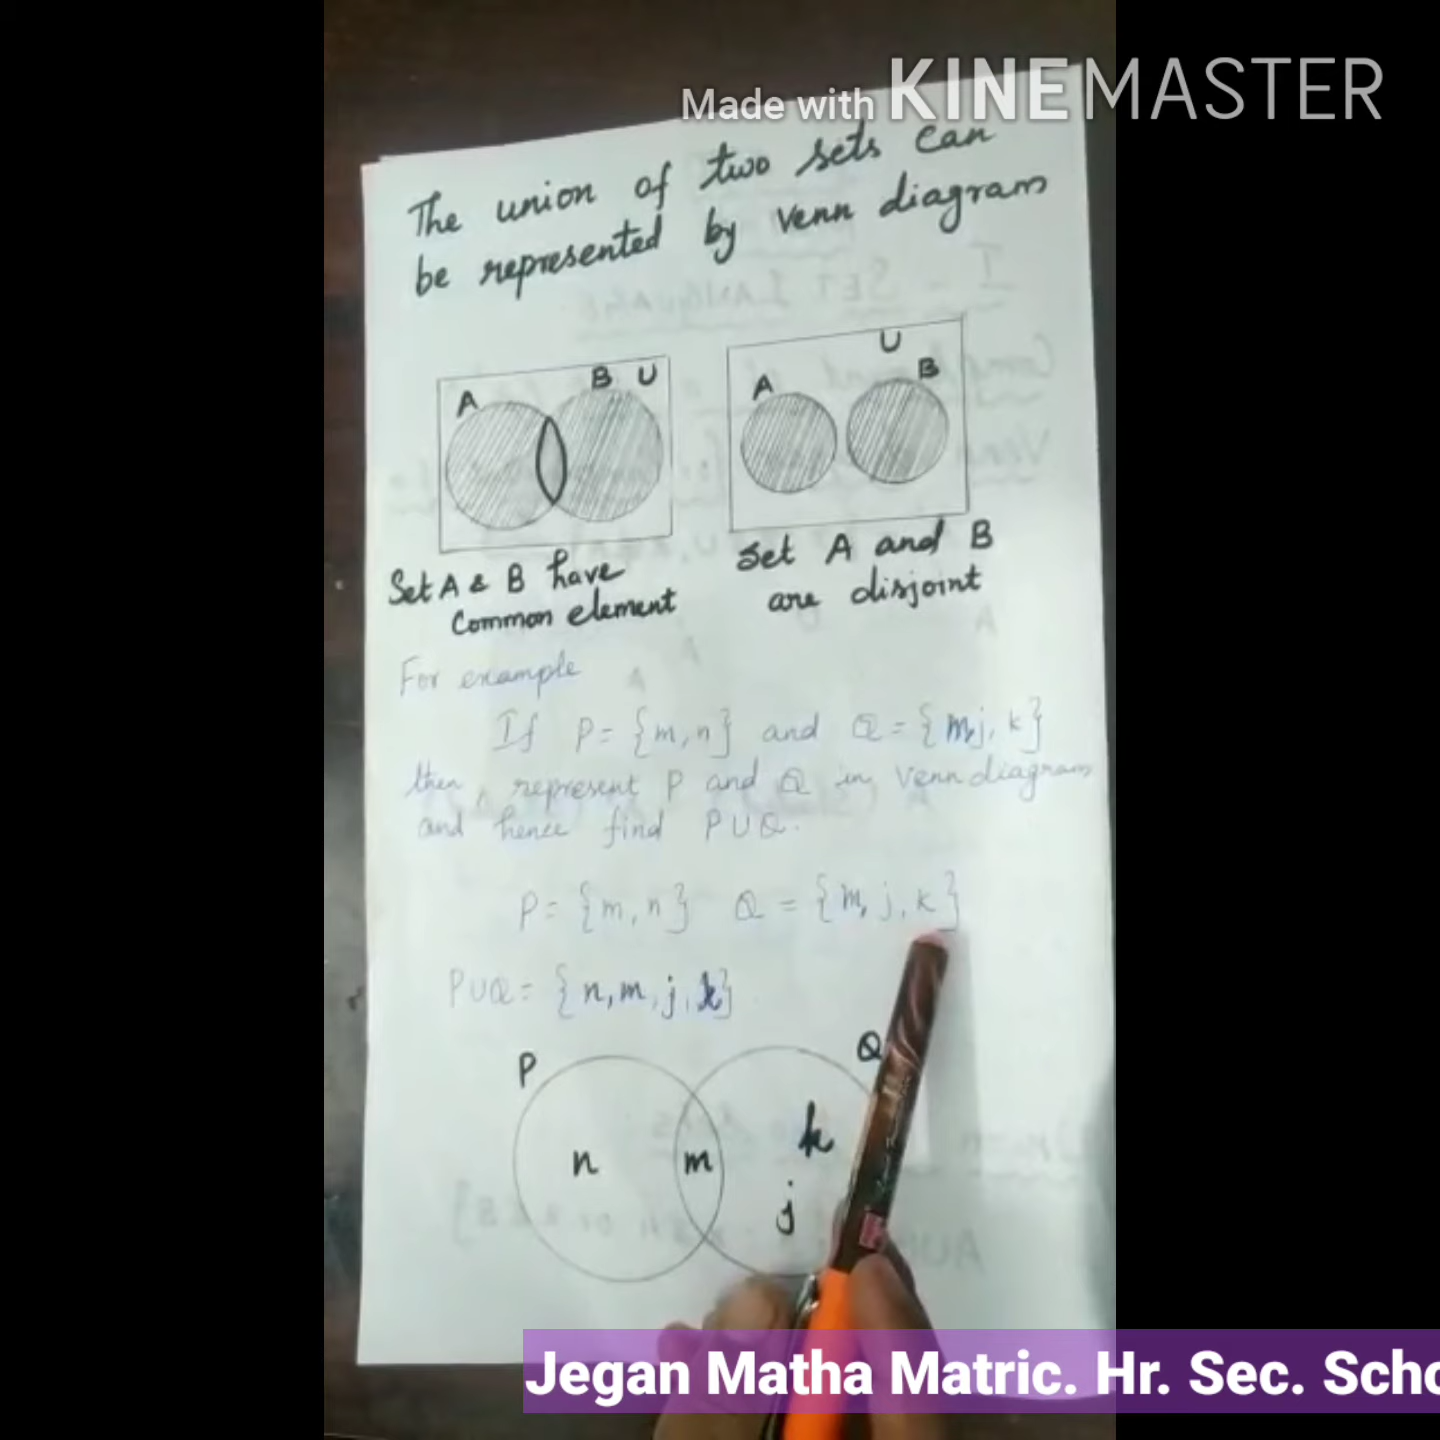 Made with KINEMASTER
The union of two sets can
be represented by Venn diagram
A B U
U
A B
Set A & B have
Common element
Set A and B
are disjoint
For example
If P = {m, n} and Q = {m, j, k}
then, represent P and Q in Venn diagram
and hence find P∪Q.
P = {m, n} Q = {m, j, k}
P∪Q = {n, m, j, k}
P Q
n m k
j
Jegan Matha Matric. Hr. Sec. Scho